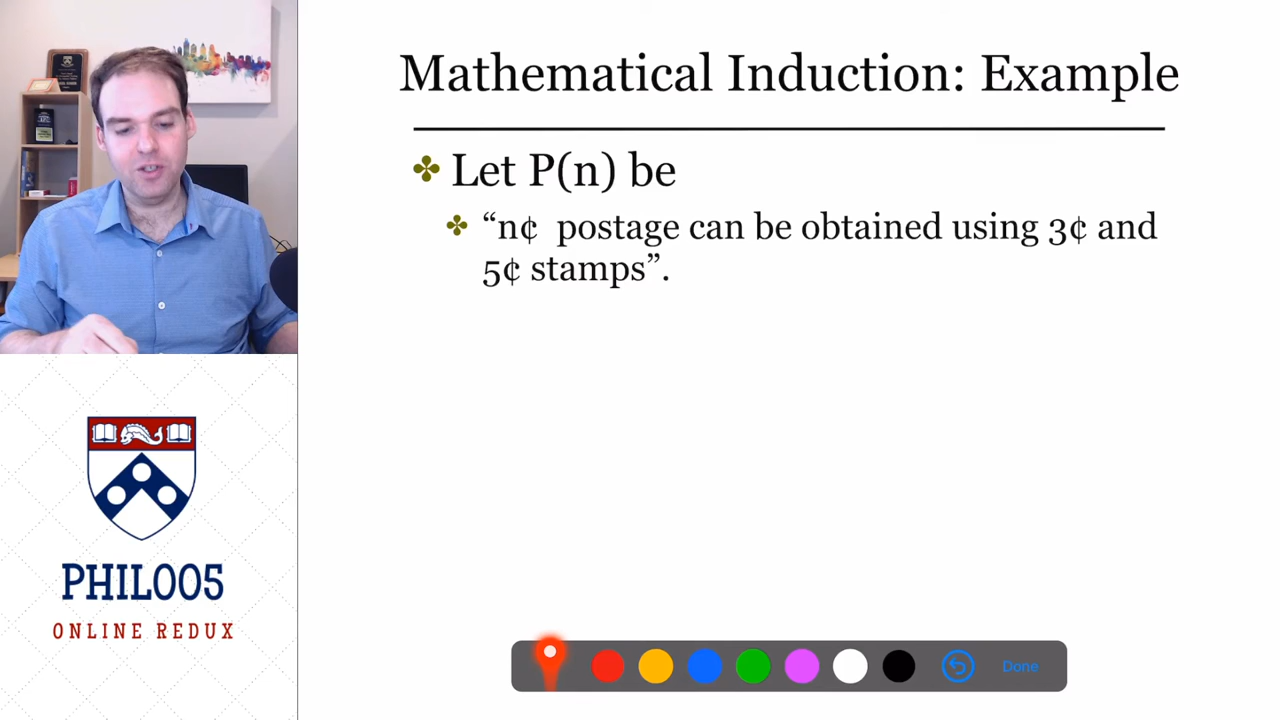 Mathematical Induction: Example
✤ Let P(n) be
✤ “n¢ postage can be obtained using 3¢ and
5¢ stamps”.
PHIL005
ONLINE REDUX
Done